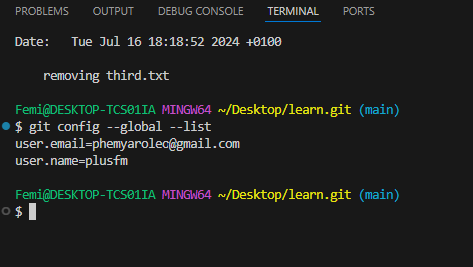 PROBLEMS OUTPUT DEBUG CONSOLE TERMINAL PORTS
Date:   Tue Jul 16 18:18:52 2024 +0100
    removing third.txt
Femi@DESKTOP-TCS01IA MINGW64 ~/Desktop/learn.git (main)
$ git config --global --list
user.email=phemyaroleo@gmail.com
user.name=plusfm
Femi@DESKTOP-TCS01IA MINGW64 ~/Desktop/learn.git (main)
$